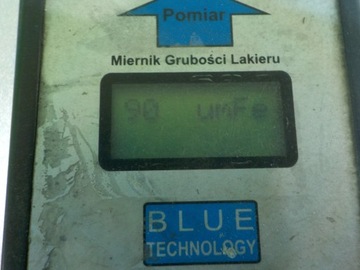 Pomiar
Miernik Grubości Lakieru
90 umFe
BLUE
TECHNOLOGY